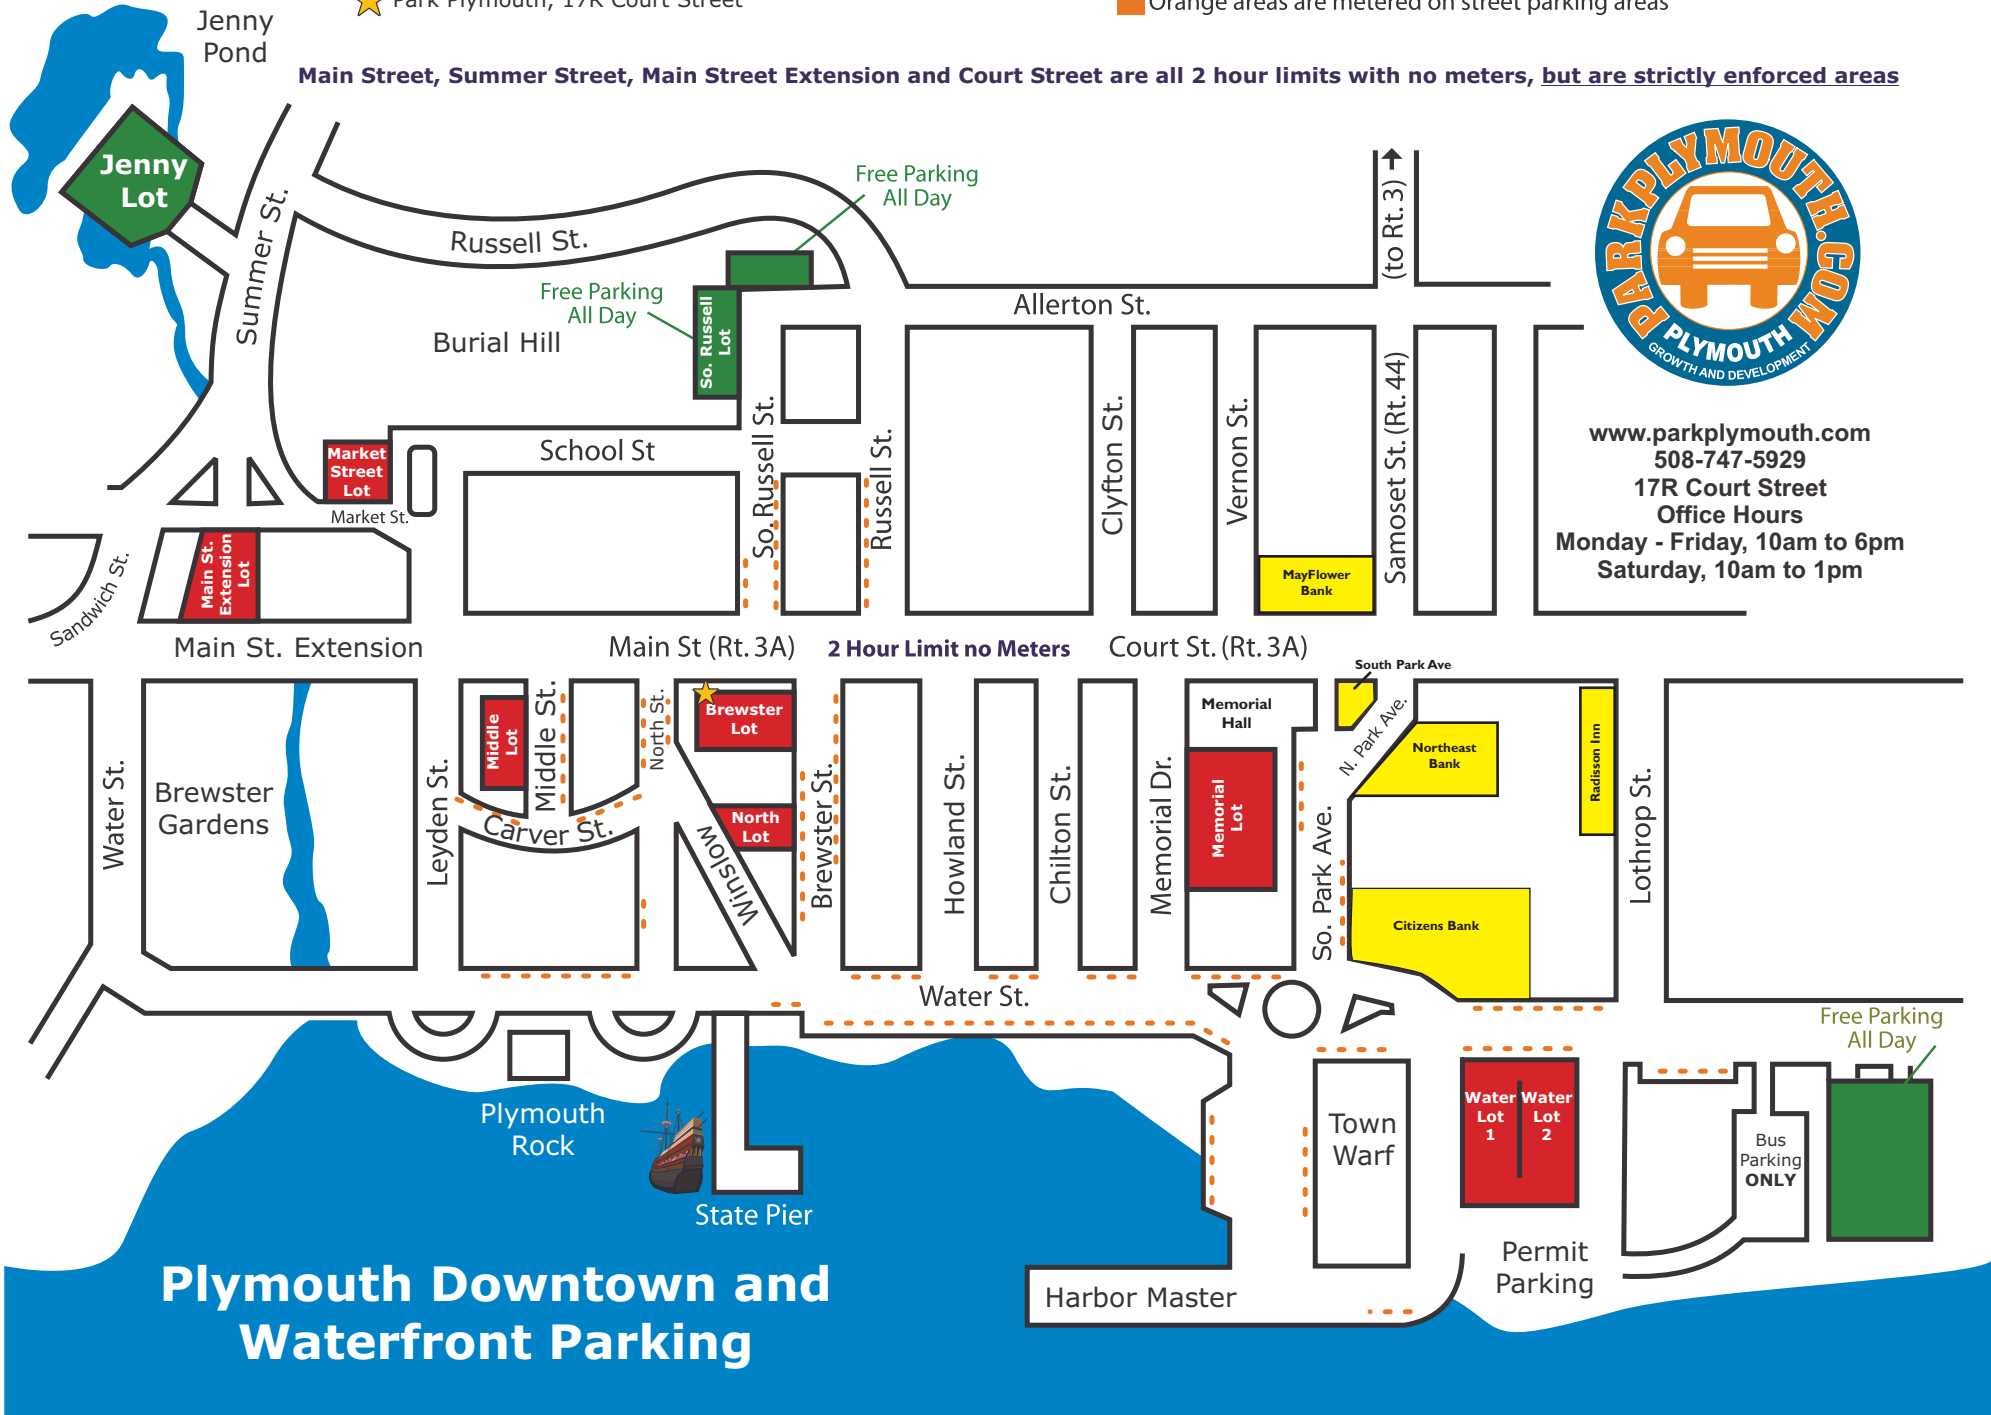 Park Plymouth, 17R Court Street
Orange areas are metered on street parking areas
Jenny
Pond
Main Street, Summer Street, Main Street Extension and Court Street are all 2 hour limits with no meters, but are strictly enforced areas
Jenny
Lot
Summer St.
Russell St.
Free Parking
All Day
Free Parking
All Day
So. Russell
Lot
Burial Hill
Allerton St.
(to Rt. 3)
PARKPLYMOUTH.COM
PLYMOUTH
GROWTH AND DEVELOPMENT
www.parkplymouth.com
508-747-5929
17R Court Street
Office Hours
Monday - Friday, 10am to 6pm
Saturday, 10am to 1pm
Market
Street
Lot
Market St.
School St
So. Russell St.
Russell St.
Clyfton St.
Vernon St.
Samoset St. (Rt. 44)
MayFlower
Bank
Sandwich St.
Main St.
Extension
Lot
Main St. Extension
Main St (Rt. 3A)
2 Hour Limit no Meters
Court St. (Rt. 3A)
South Park Ave
Water St.
Brewster
Gardens
Leyden St.
Middle
Lot
Middle St.
North St.
Carver St.
Brewster
Lot
North
Lot
Winslow
Brewster St.
Howland St.
Chilton St.
Memorial Dr.
Memorial
Hall
Memorial
Lot
So. Park Ave.
N. Park Ave.
Northeast
Bank
Radisson Inn
Citizens Bank
Lothrop St.
Water St.
Free Parking
All Day
Plymouth
Rock
State Pier
Town
Warf
Water
Lot
1
Water
Lot
2
Bus
Parking
ONLY
Permit
Parking
Harbor Master
Plymouth Downtown and
Waterfront Parking